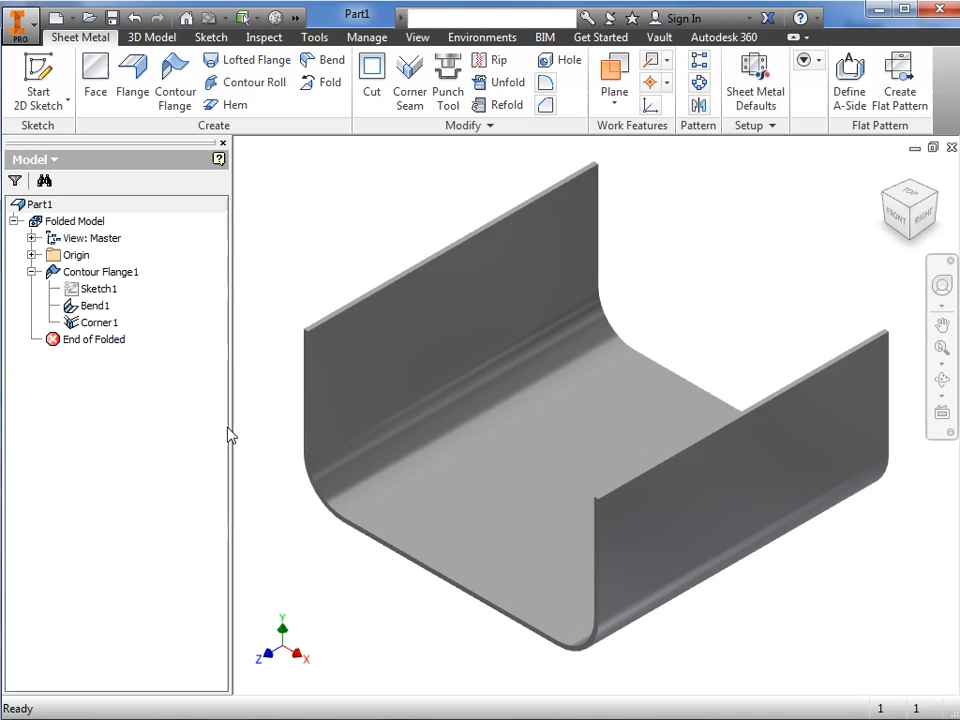 Part1
Sign In
PRO
Sheet Metal
3D Model
Sketch
Inspect
Tools
Manage
View
Environments
BIM
Get Started
Vault
Autodesk 360
Start
2D Sketch
Face
Flange
Contour
Flange
Lofted Flange
Contour Roll
Hem
Bend
Fold
Cut
Corner
Seam
Punch
Tool
Rip
Unfold
Refold
Hole
Plane
Sheet Metal
Defaults
Define
A-Side
Create
Flat Pattern
Sketch
Create
Modify
Work Features
Pattern
Setup
Flat Pattern
Model
Part1
Folded Model
View: Master
Origin
Contour Flange1
Sketch1
Bend1
Corner1
End of Folded
TOP
FRONT
RIGHT
Y
Z
X
Ready
1
1